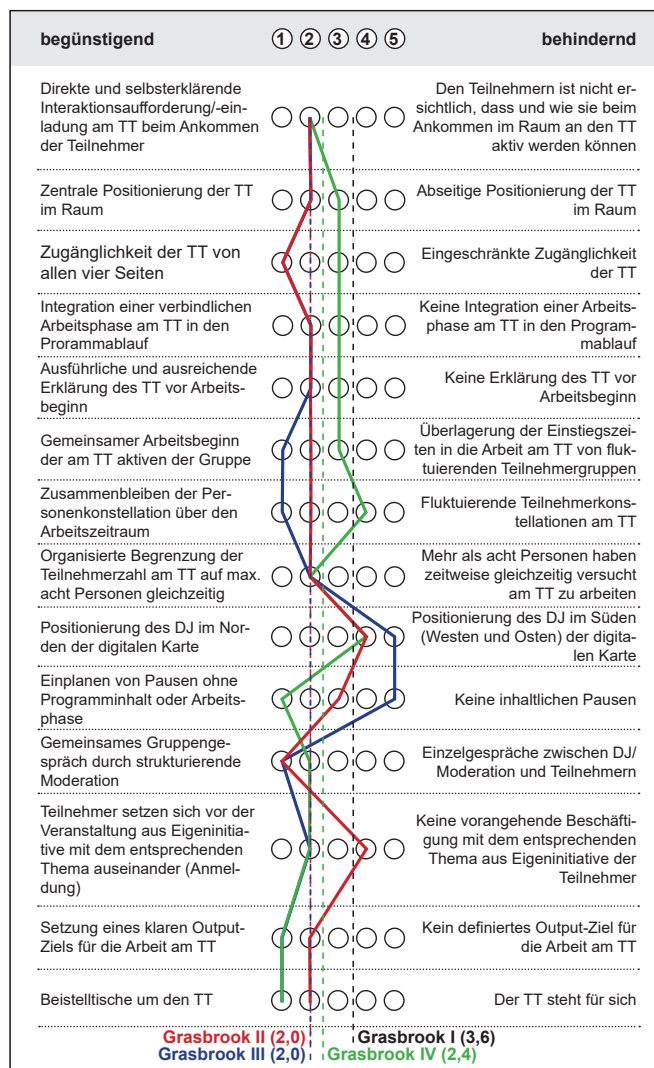 begünstigend 1 2 3 4 5 behindernd
Direkte und selbsterklärende
Interaktionsaufforderung/-ein-
ladung am TT beim Ankommen
der Teilnehmer
Den Teilnehmern ist nicht er-
sichtlich, dass und wie sie beim
Ankommen im Raum an den TT
aktiv werden können
Zentrale Positionierung der TT
im Raum
Abseitige Positionierung der TT
im Raum
Zugänglichkeit der TT von
allen vier Seiten
Eingeschränkte Zugänglichkeit
der TT
Integration einer verbindlichen
Arbeitsphase am TT in den
Prorammablauf
Keine Integration einer Arbeits-
phase am TT in den Program-
mablauf
Ausführliche und ausreichende
Erklärung des TT vor Arbeits-
beginn
Keine Erklärung des TT vor
Arbeitsbeginn
Gemeinsamer Arbeitsbeginn
der am TT aktiven der Gruppe
Überlagerung der Einstiegszei-
ten in die Arbeit am TT von fluk-
tuierenden Teilnehmergruppen
Zusammenbleiben der Per-
sonenkonstellation über den
Arbeitszeitraum
Fluktuierende Teilnehmerkons-
tellationen am TT
Organisierte Begrenzung der
Teilnehmerzahl am TT auf max.
acht Personen gleichzeitig
Mehr als acht Personen haben
zeitweise gleichzeitig versucht
am TT zu arbeiten
Positionierung des DJ im Nor-
den der digitalen Karte
Positionierung des DJ im Süden
(Westen und Osten) der digita-
len Karte
Einplanen von Pausen ohne
Programminhalt oder Arbeits-
phase
Keine inhaltlichen Pausen
Gemeinsames Gruppenge-
spräch durch strukturierende
Moderation
Einzelgespräche zwischen DJ/
Moderation und Teilnehmern
Teilnehmer setzen sich vor der
Veranstaltung aus Eigeninitia-
tive mit dem entsprechenden
Thema auseinander (Anmel-
dung)
Keine vorangehende Beschäfti-
gung mit dem entsprechenden
Thema aus Eigeninitiative der
Teilnehmer
Setzung eines klaren Output-
Ziels für die Arbeit am TT
Kein definiertes Output-Ziel für
die Arbeit am TT
Beistelltische um den TT
Der TT steht für sich
Grasbrook II (2,0) Grasbrook I (3,6)
Grasbrook III (2,0) Grasbrook IV (2,4)